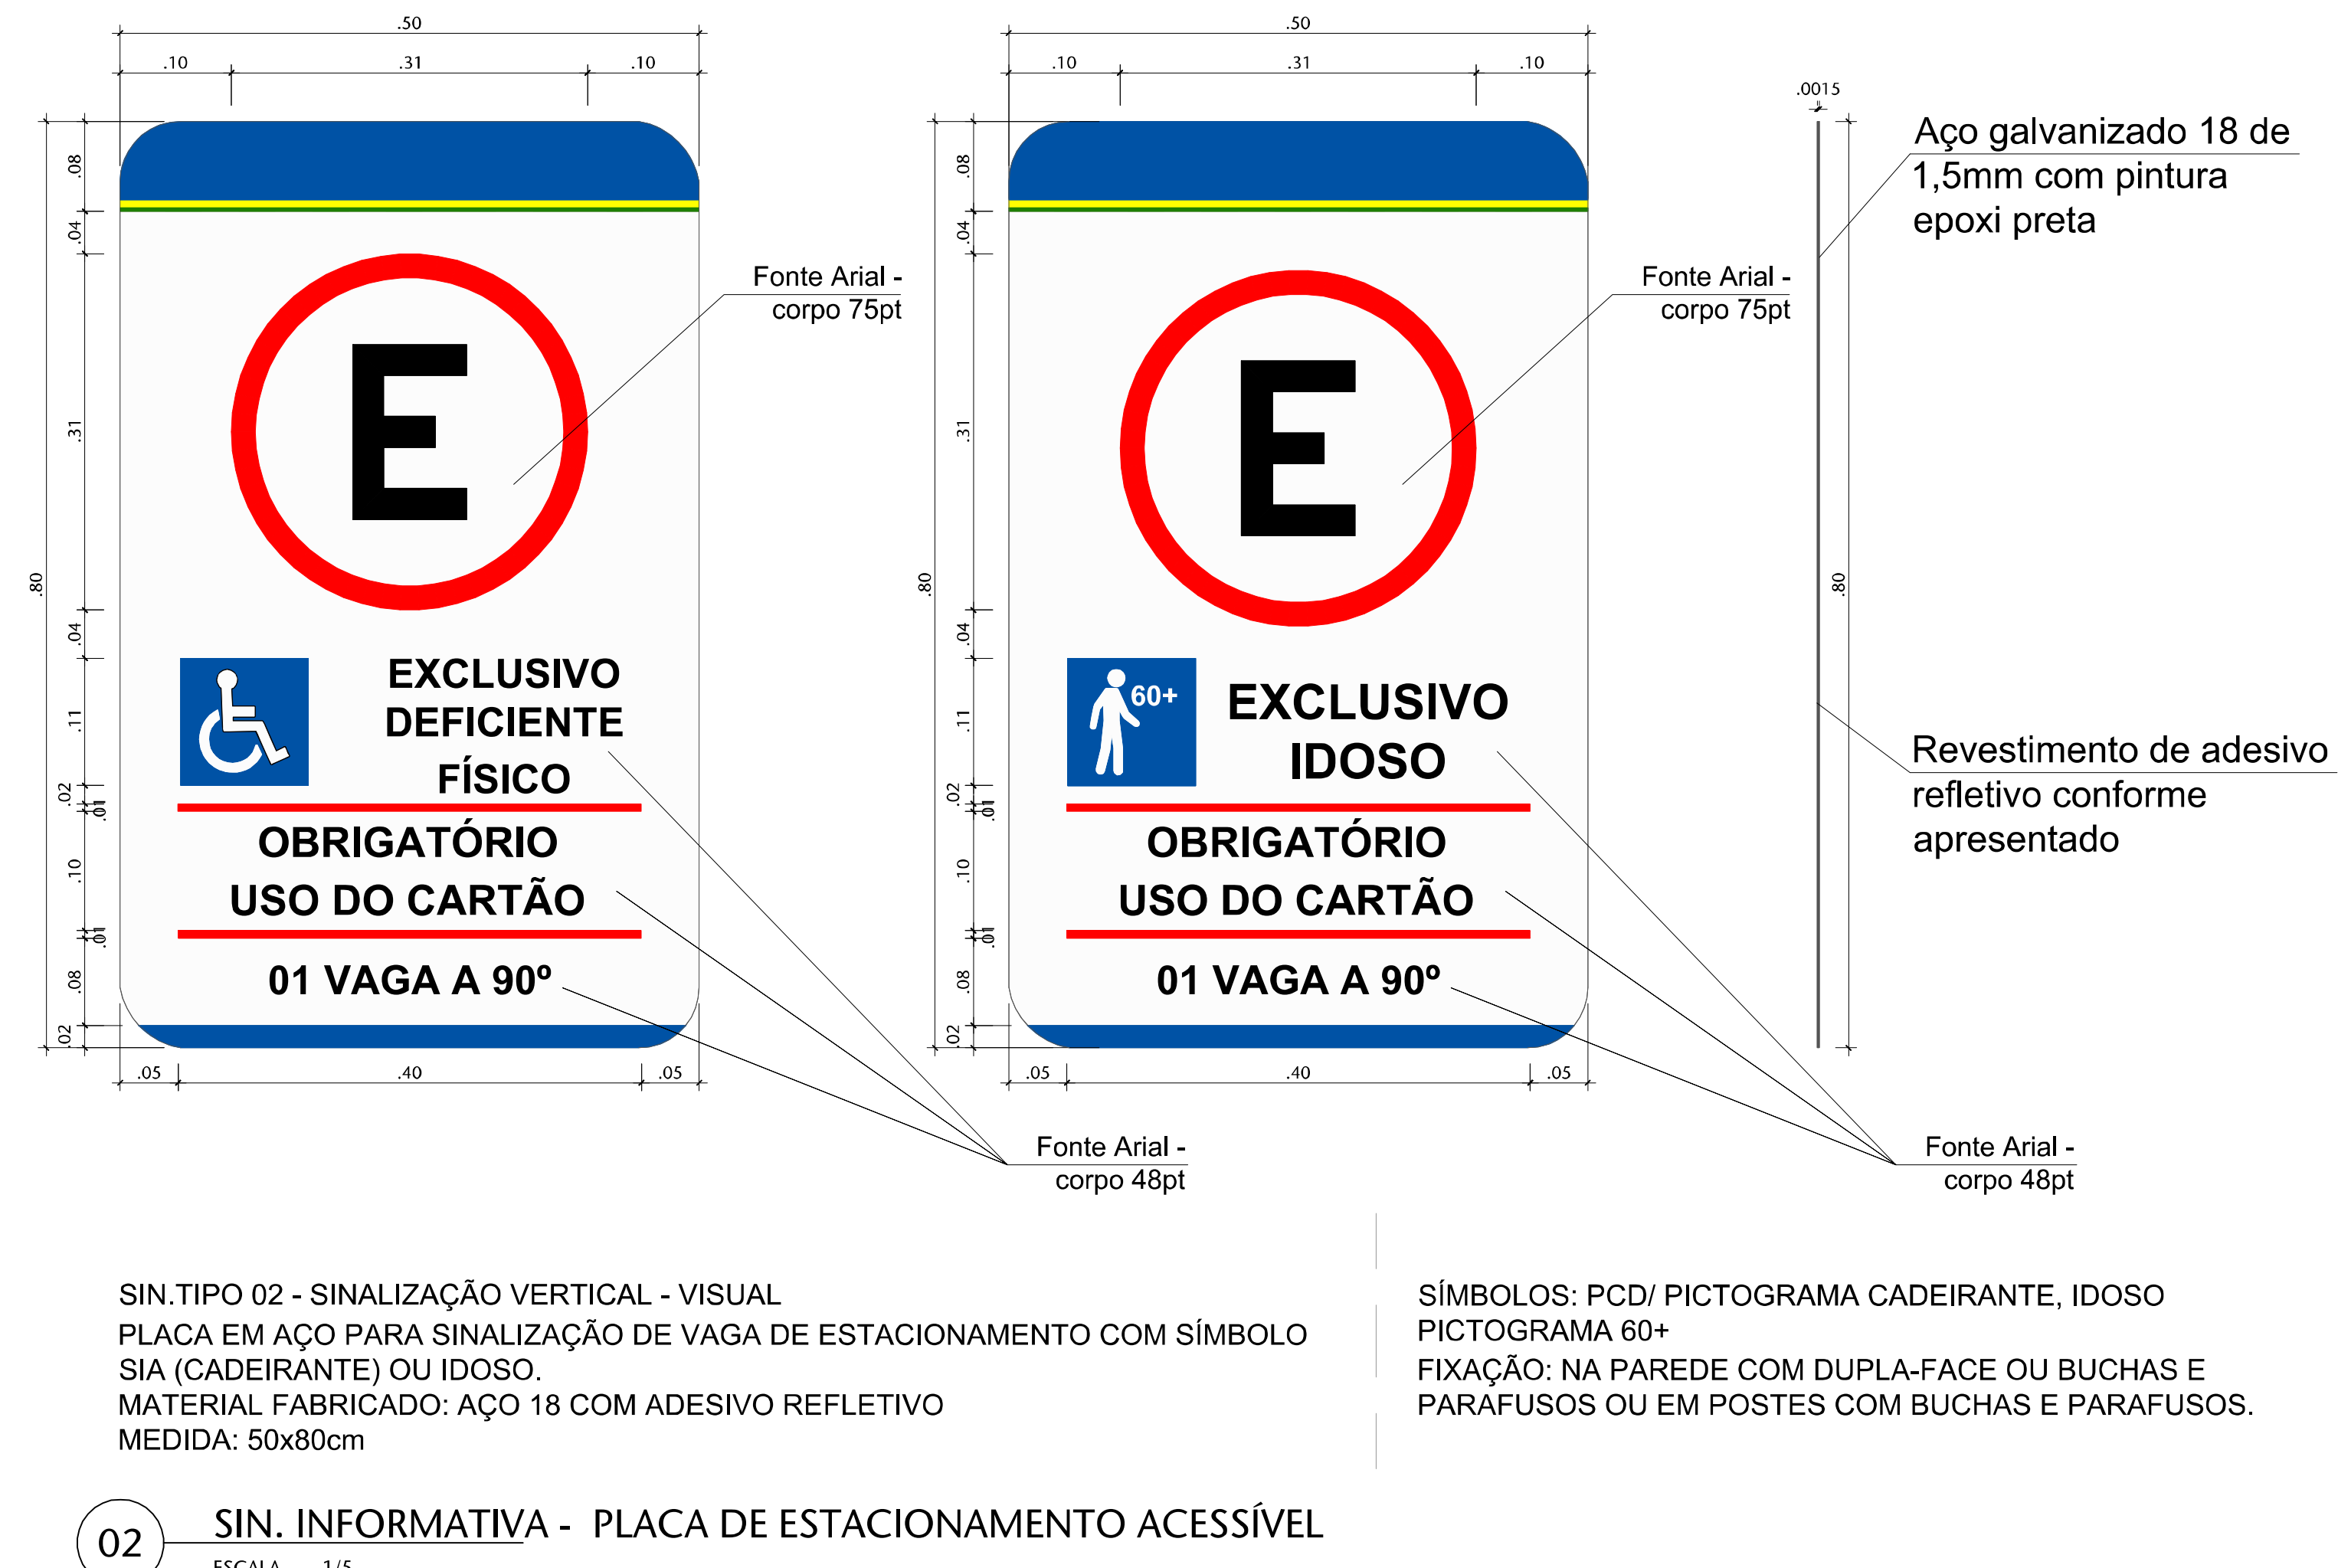 .50
.10 .31 .10
.08
.04
.31
.04
.11
.02
.01
.10
.01
.08
.02
.80
E
EXCLUSIVO
DEFICIENTE
FÍSICO
OBRIGATÓRIO
USO DO CARTÃO
01 VAGA A 90º
.05 .40 .05
Fonte Arial -
corpo 75pt
Fonte Arial -
corpo 48pt
.50
.10 .31 .10
.08
.04
.31
.04
.11
.02
.01
.10
.01
.08
.02
.80
E
60+
EXCLUSIVO
IDOSO
OBRIGATÓRIO
USO DO CARTÃO
01 VAGA A 90º
.05 .40 .05
Fonte Arial -
corpo 75pt
Fonte Arial -
corpo 48pt
.0015
.80
Aço galvanizado 18 de
1,5mm com pintura
epoxi preta
Revestimento de adesivo
refletivo conforme
apresentado
SIN.TIPO 02 - SINALIZAÇÃO VERTICAL - VISUAL
PLACA EM AÇO PARA SINALIZAÇÃO DE VAGA DE ESTACIONAMENTO COM SÍMBOLO
SIA (CADEIRANTE) OU IDOSO.
MATERIAL FABRICADO: AÇO 18 COM ADESIVO REFLETIVO
MEDIDA: 50x80cm
SÍMBOLOS: PCD/ PICTOGRAMA CADEIRANTE, IDOSO
PICTOGRAMA 60+
FIXAÇÃO: NA PAREDE COM DUPLA-FACE OU BUCHAS E
PARAFUSOS OU EM POSTES COM BUCHAS E PARAFUSOS.
02
SIN. INFORMATIVA - PLACA DE ESTACIONAMENTO ACESSÍVEL
ESCALA 1/5